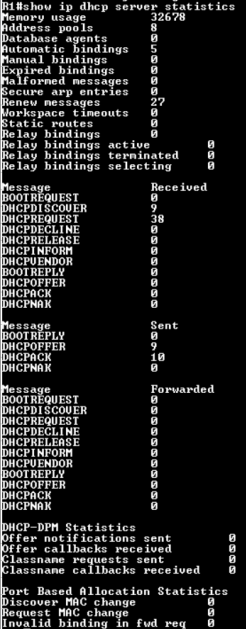 R1#show ip dhcp server statistics
Memory usage 32678
Address pools 8
Database agents 0
Automatic bindings 5
Manual bindings 0
Expired bindings 0
Malformed messages 0
Secure arp entries 0
Renew messages 27
Workspace timeouts 0
Static routes 0
Relay bindings 0
Relay bindings active 0
Relay bindings terminated 0
Relay bindings selecting 0
Message Received
BOOTREQUEST 0
DHCPDISCOVER 9
DHCPREQUEST 38
DHCPDECLINE 0
DHCPRELEASE 0
DHCPINFORM 0
DHCPVENDOR 0
BOOTREPLY 0
DHCPOFFER 0
DHCPACK 0
DHCPNAK 0
Message Sent
BOOTREPLY 0
DHCPOFFER 9
DHCPACK 10
DHCPNAK 0
Message Forwarded
BOOTREQUEST 0
DHCPDISCOVER 0
DHCPREQUEST 0
DHCPDECLINE 0
DHCPRELEASE 0
DHCPINFORM 0
DHCPVENDOR 0
BOOTREPLY 0
DHCPOFFER 0
DHCPACK 0
DHCPNAK 0
DHCP-DPM Statistics
Offer notifications sent 0
Offer callbacks received 0
Classname requests sent 0
Classname callbacks received 0
Port Based Allocation Statistics
Discover MAC change 0
Request MAC change 0
Invalid binding in fwd req 0